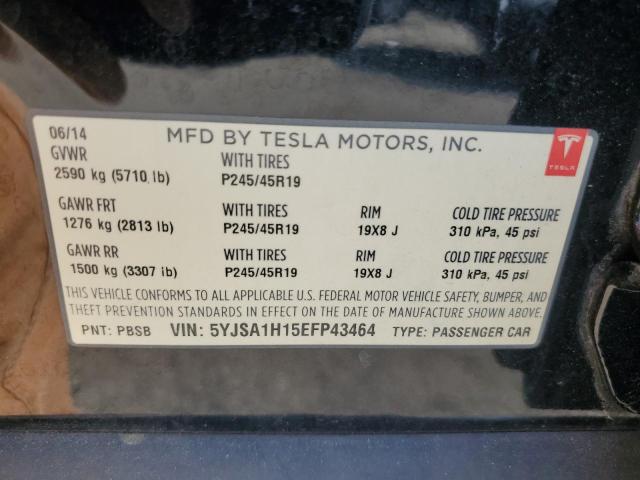 06/14 MFD BY TESLA MOTORS, INC.
TESLA
GVWR WITH TIRES
2590 kg (5710 lb) P245/45R19
GAWR FRT WITH TIRES RIM COLD TIRE PRESSURE
1276 kg (2813 lb) P245/45R19 19X8 J 310 kPa, 45 psi
GAWR RR WITH TIRES RIM COLD TIRE PRESSURE
1500 kg (3307 lb) P245/45R19 19X8 J 310 kPa, 45 psi
THIS VEHICLE CONFORMS TO ALL APPLICABLE U.S. FEDERAL MOTOR VEHICLE SAFETY, BUMPER, AND
THEFT PREVENTION STANDARDS IN EFFECT ON THE DATE OF MANUFACTURE SHOWN ABOVE.
PNT: PBSB VIN: 5YJSA1H15EFP43464 TYPE: PASSENGER CAR